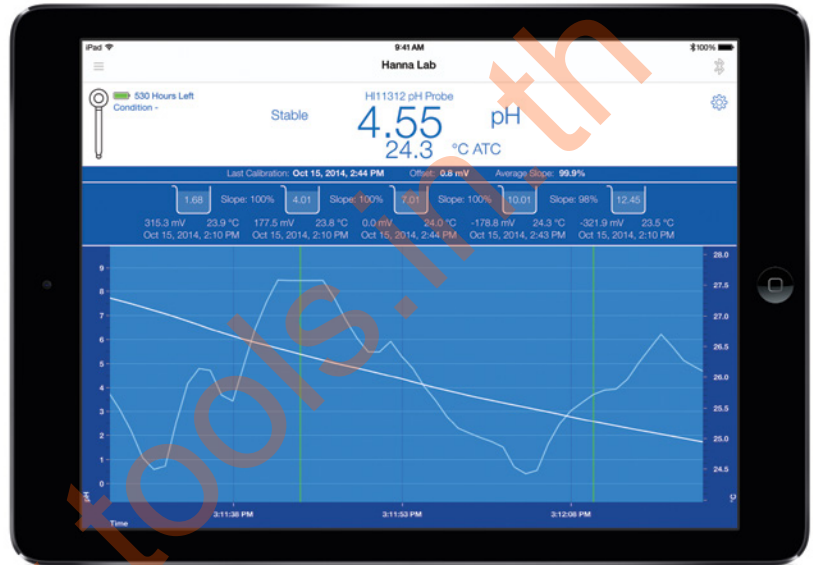 iPad 9:41 AM 100%
Hanna Lab
530 Hours Left
Condition -
HI11312 pH Probe
Stable 4.55 pH
24.3 °C ATC
Last Calibration: Oct 15, 2014, 2:44 PM Offset: 0.8 mV Average Slope: 99.9%
1.68 Slope: 100% 4.01 Slope: 100% 7.01 Slope: 100% 10.01 Slope: 98% 12.45
315.3 mV 23.9 °C 177.5 mV 23.8 °C 0.0 mV 24.0 °C -178.8 mV 24.3 °C -321.9 mV 23.5 °C
Oct 15, 2014, 2:10 PM Oct 15, 2014, 2:10 PM Oct 15, 2014, 2:44 PM Oct 15, 2014, 2:43 PM Oct 15, 2014, 2:10 PM
28.0
9
27.5
8
27.0
7
6
26.5
5
26.0
4
3
25.5
2
25.0
1
24.5
0
pH
°C
3:11:38 PM 3:11:53 PM 3:12:08 PM
Time
tools.in.th